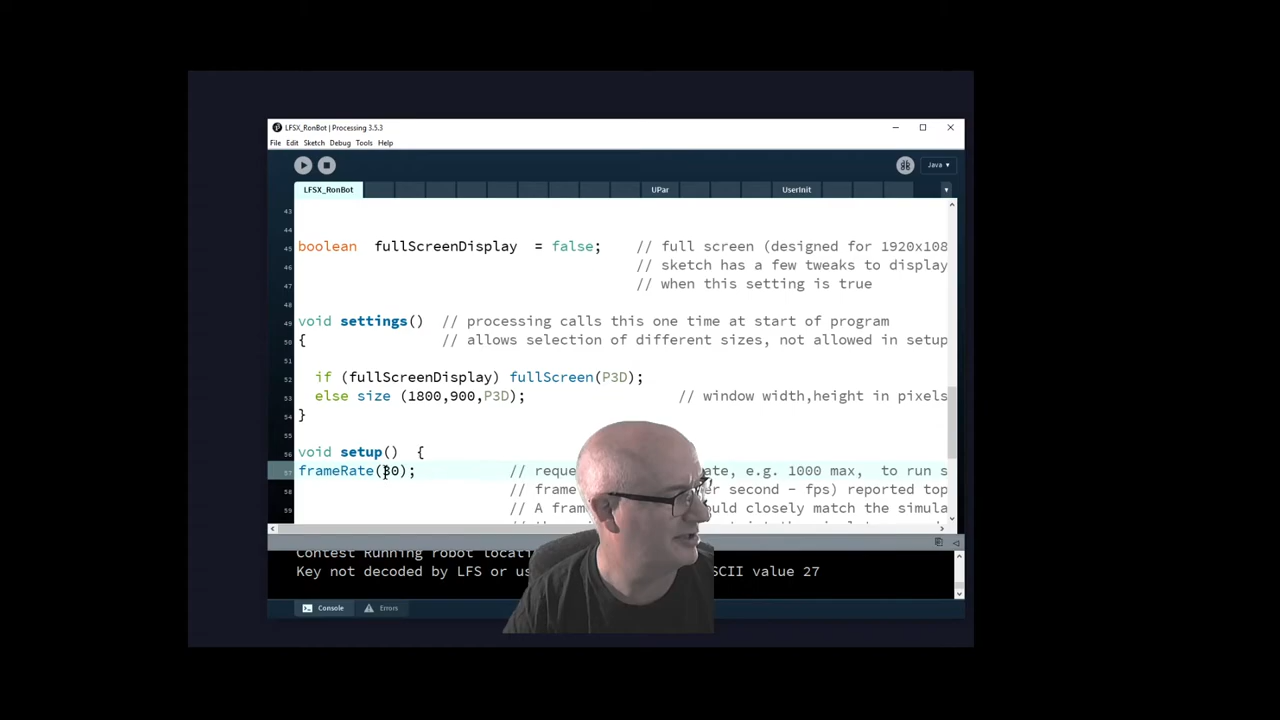 LFSX_RonBot | Processing 3.5.3
File Edit Sketch Debug Tools Help
Java
LFSX_RonBot UPar UserInit
43
44
45 boolean fullScreenDisplay = false; // full screen (designed for 1920x108
46 // sketch has a few tweaks to display
47 // when this setting is true
48
49 void settings() // processing calls this one time at start of program
50 { // allows selection of different sizes, not allowed in setup
51
52 if (fullScreenDisplay) fullScreen(P3D);
53 else size (1800,900,P3D); // window width,height in pixels
54 }
55
56 void setup() {
57 frameRate(30); // reque ate, e.g. 1000 max, to run s
58 // frame er second - fps) reported top
59 // A fram ould closely match the simula
Contest Running robot locati
Key not decoded by LFS or us SCII value 27
Console Errors